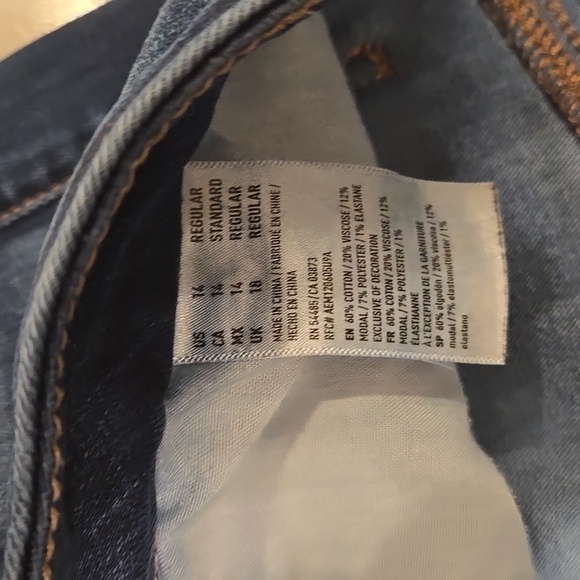 US 14 REGULAR
CA 14 STANDARD
MX 14 REGULAR
UK 18 REGULAR
MADE IN CHINA / FABRIQUE EN CHINE /
HECHO EN CHINA
RN 54485/CA 03873
RFC# AEM120606UPA
EN 60% COTTON / 20% VISCOSE / 12%
MODAL / 7% POLYESTER / 1% ELASTANE
EXCLUSIVE OF DECORATION
FR 60% COTON / 20% VISCOSE / 12%
MODAL / 7% POLYESTER / 1%
ÉLASTHANNE
À L'EXCEPTION DE LA GARNITURE
SP 60% algodón / 20% viscosa / 12%
modal / 7% elastomultiéster / 1%
elastano